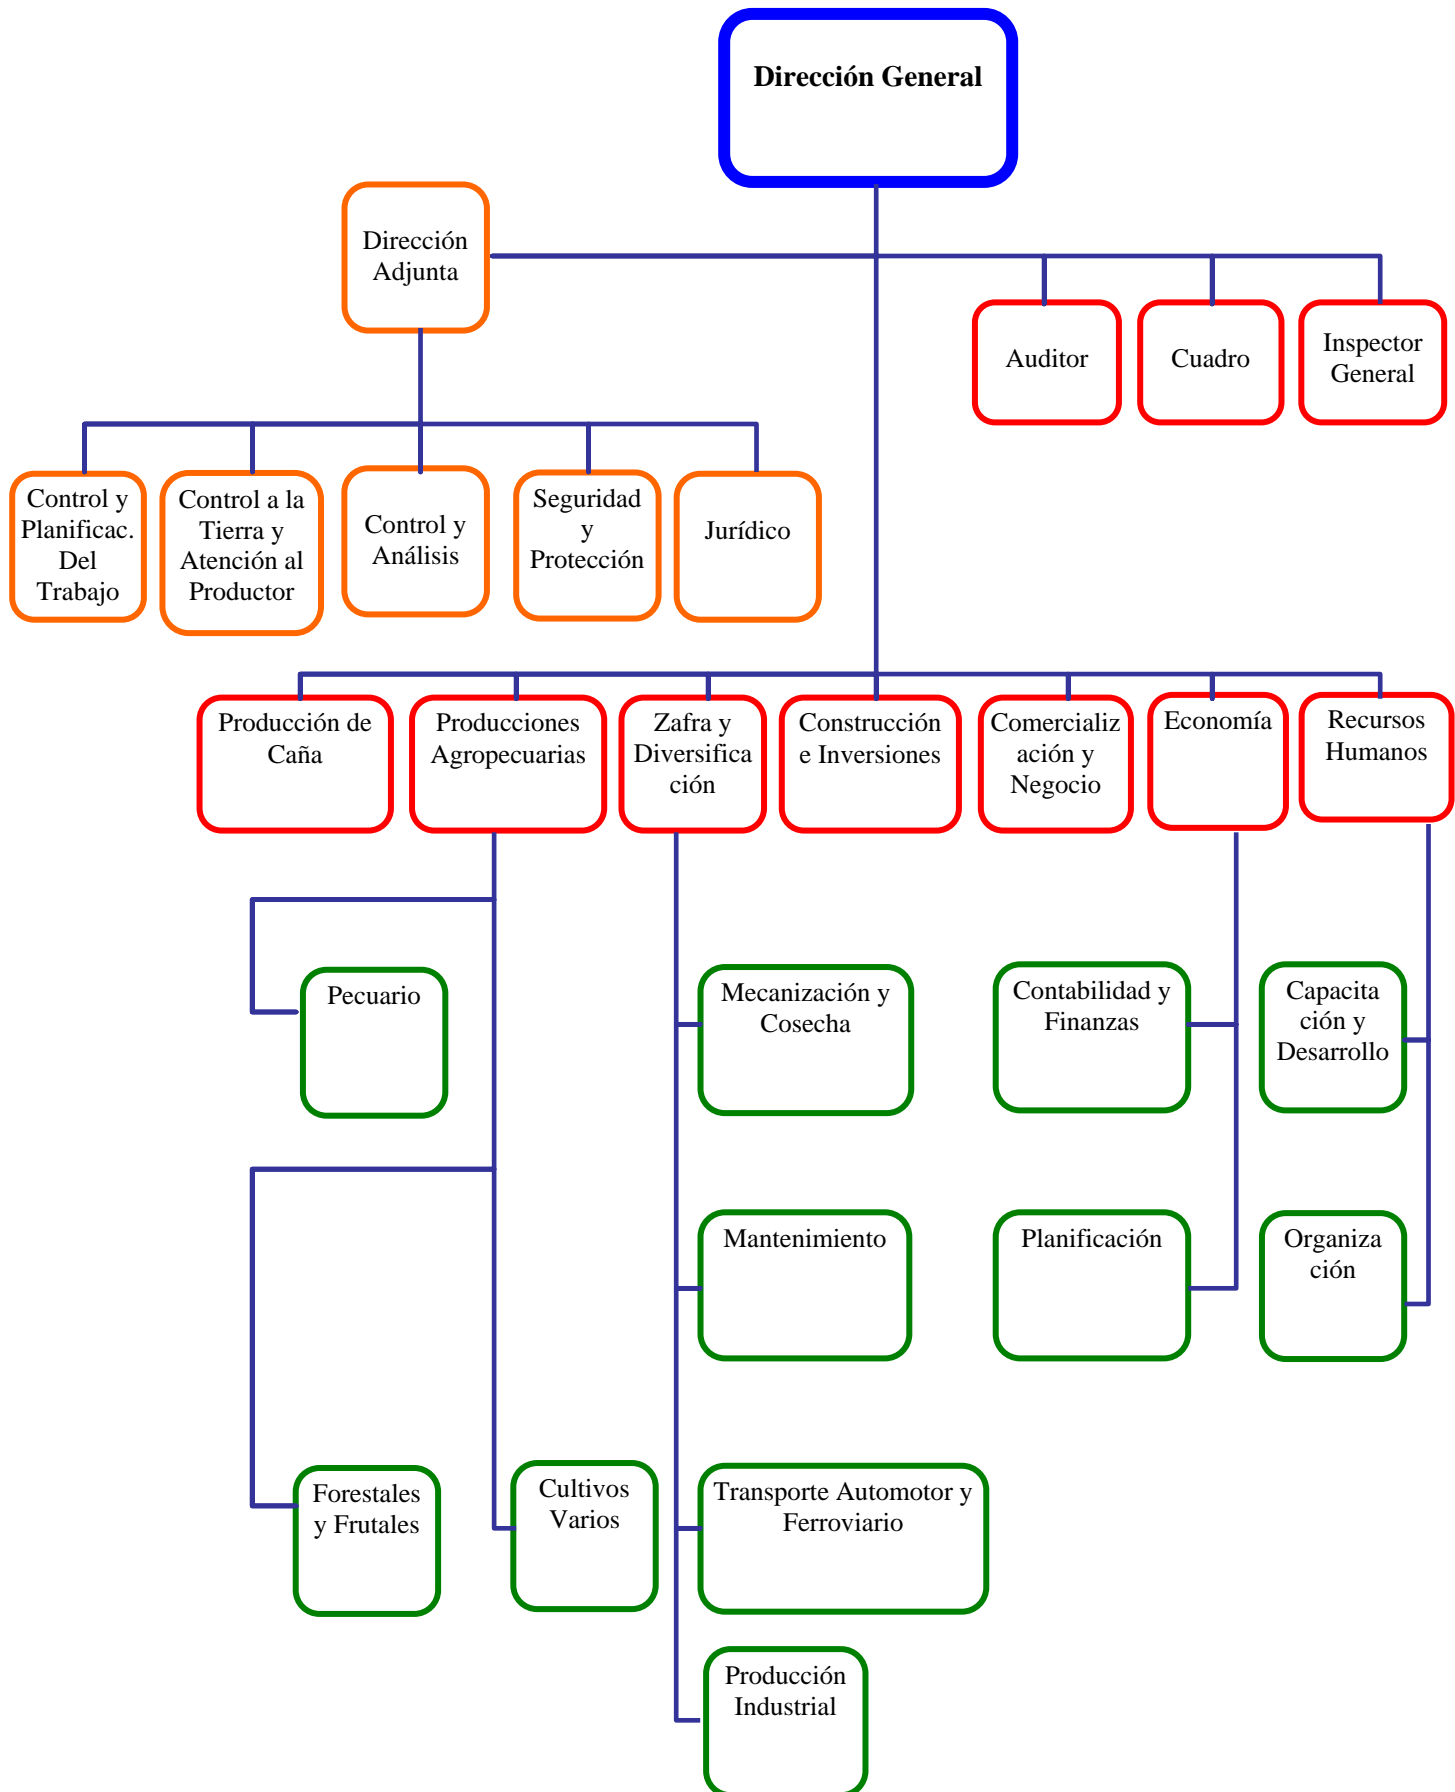 Dirección General
Dirección
Adjunta
Auditor
Cuadro
Inspector
General
Control y
Planificac.
Del
Trabajo
Control a la
Tierra y
Atención al
Productor
Control y
Análisis
Seguridad
y
Protección
Jurídico
Producción de
Caña
Producciones
Agropecuarias
Zafra y
Diversifica
ción
Construcción
e Inversiones
Comercializ
ación y
Negocio
Economía
Recursos
Humanos
Pecuario
Mecanización y
Cosecha
Contabilidad y
Finanzas
Capacita
ción y
Desarrollo
Mantenimiento
Planificación
Organiza
ción
Forestales
y Frutales
Cultivos
Varios
Transporte Automotor y
Ferroviario
Producción
Industrial